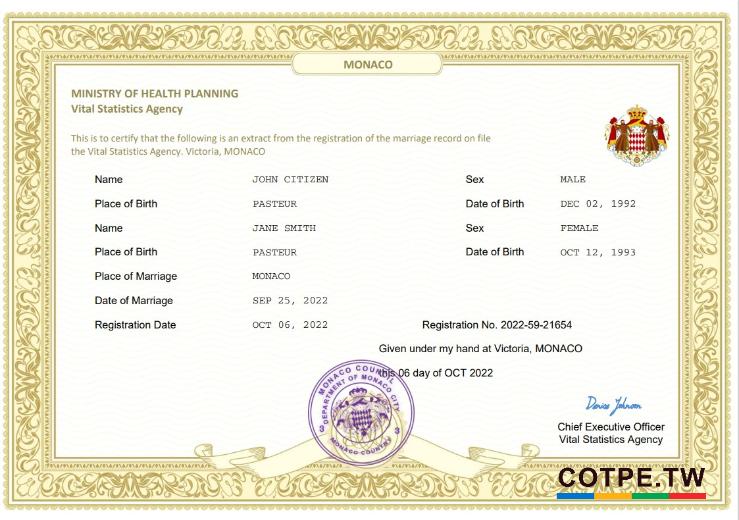 MONACO
MINISTRY OF HEALTH PLANNING
Vital Statistics Agency
This is to certify that the following is an extract from the registration of the marriage record on file
the Vital Statistics Agency. Victoria, MONACO
Name JOHN CITIZEN Sex MALE
Place of Birth PASTEUR Date of Birth DEC 02, 1992
Name JANE SMITH Sex FEMALE
Place of Birth PASTEUR Date of Birth OCT 12, 1993
Place of Marriage MONACO
Date of Marriage SEP 25, 2022
Registration Date OCT 06, 2022 Registration No. 2022-59-21654
Given under my hand at Victoria, MONACO
this 06 day of OCT 2022
MONACO COUNCIL
DEPARTMENT OF MONACO CITY
MONACO COUNTRY
Denise Johnson
Chief Executive Officer
Vital Statistics Agency
COTPE.TW